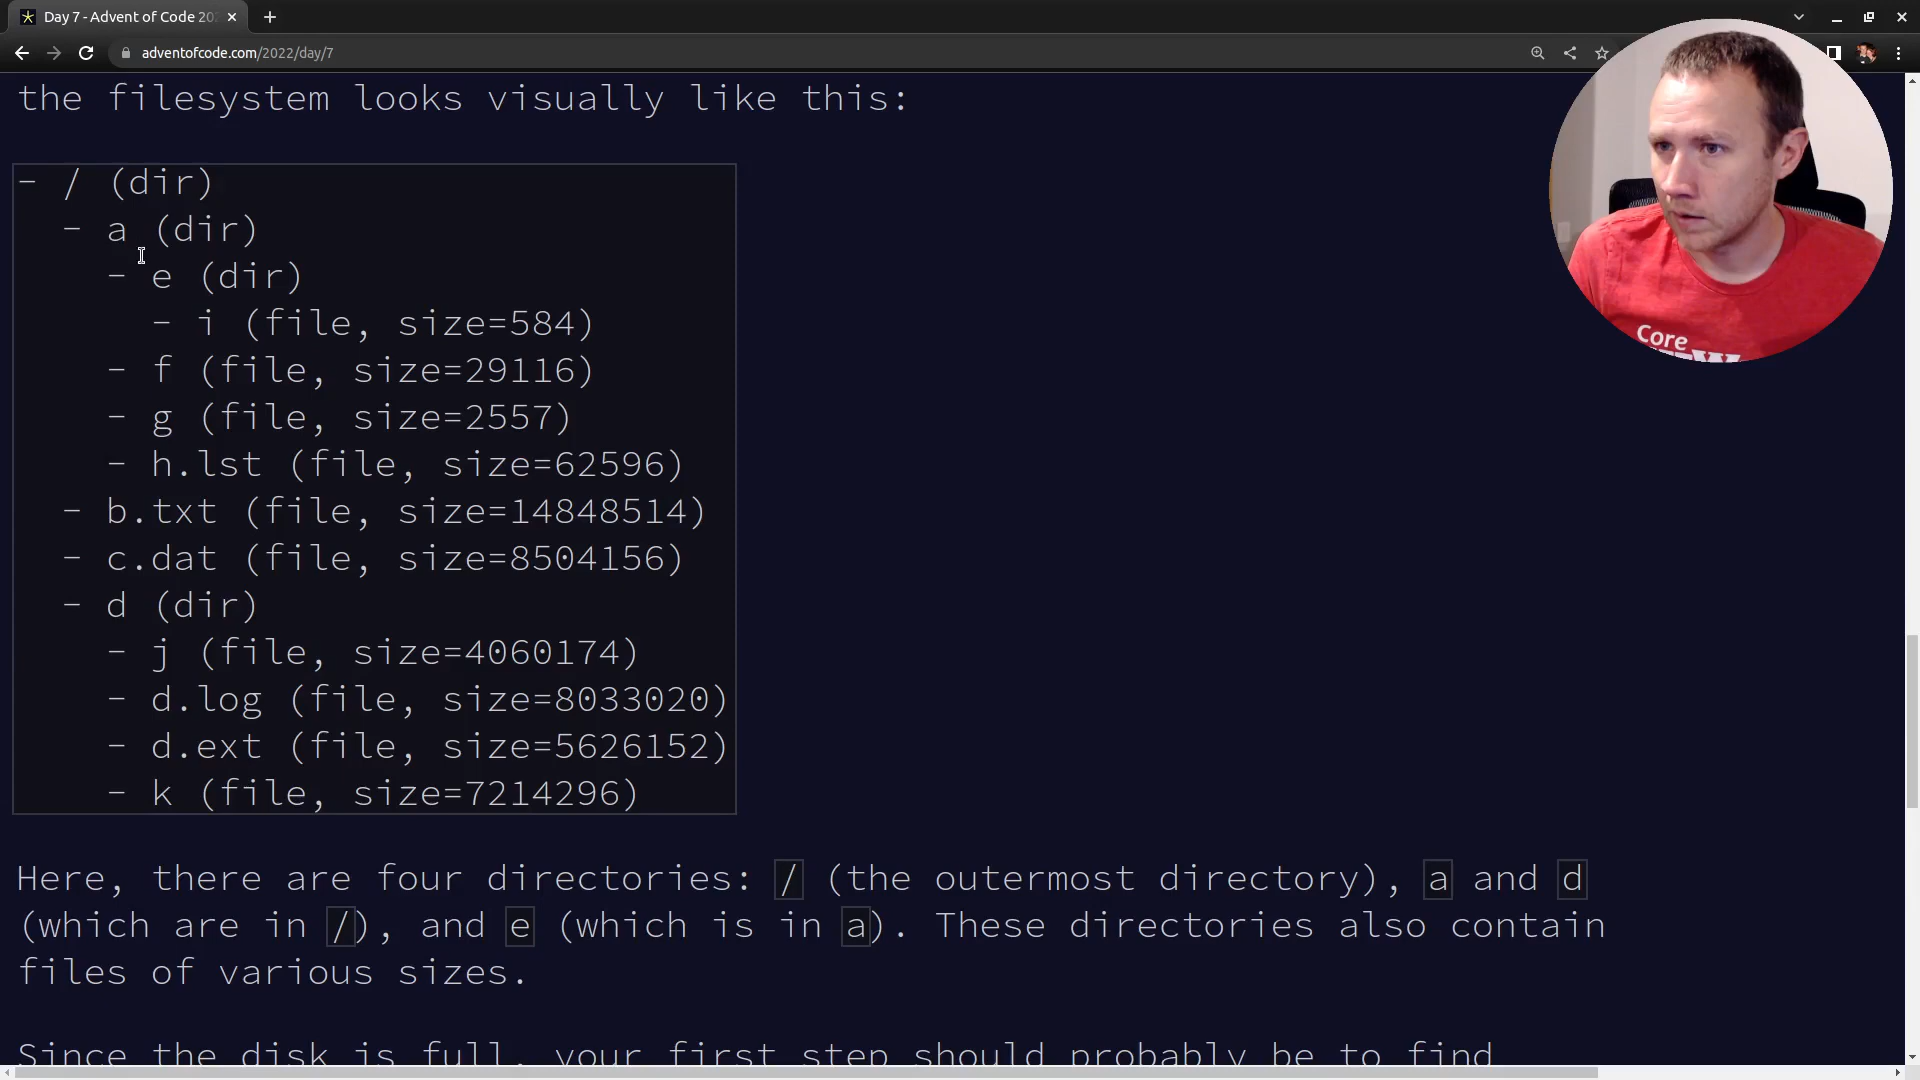 Day 7 - Advent of Code 20
adventofcode.com/2022/day/7
the filesystem looks visually like this:
- / (dir)
- a (dir)
- e (dir)
- i (file, size=584)
- f (file, size=29116)
- g (file, size=2557)
- h.lst (file, size=62596)
- b.txt (file, size=14848514)
- c.dat (file, size=8504156)
- d (dir)
- j (file, size=4060174)
- d.log (file, size=8033020)
- d.ext (file, size=5626152)
- k (file, size=7214296)
Here, there are four directories: / (the outermost directory), a and d
(which are in /), and e (which is in a). These directories also contain
files of various sizes.
Since the disk is full, your first step should probably be to find
Core